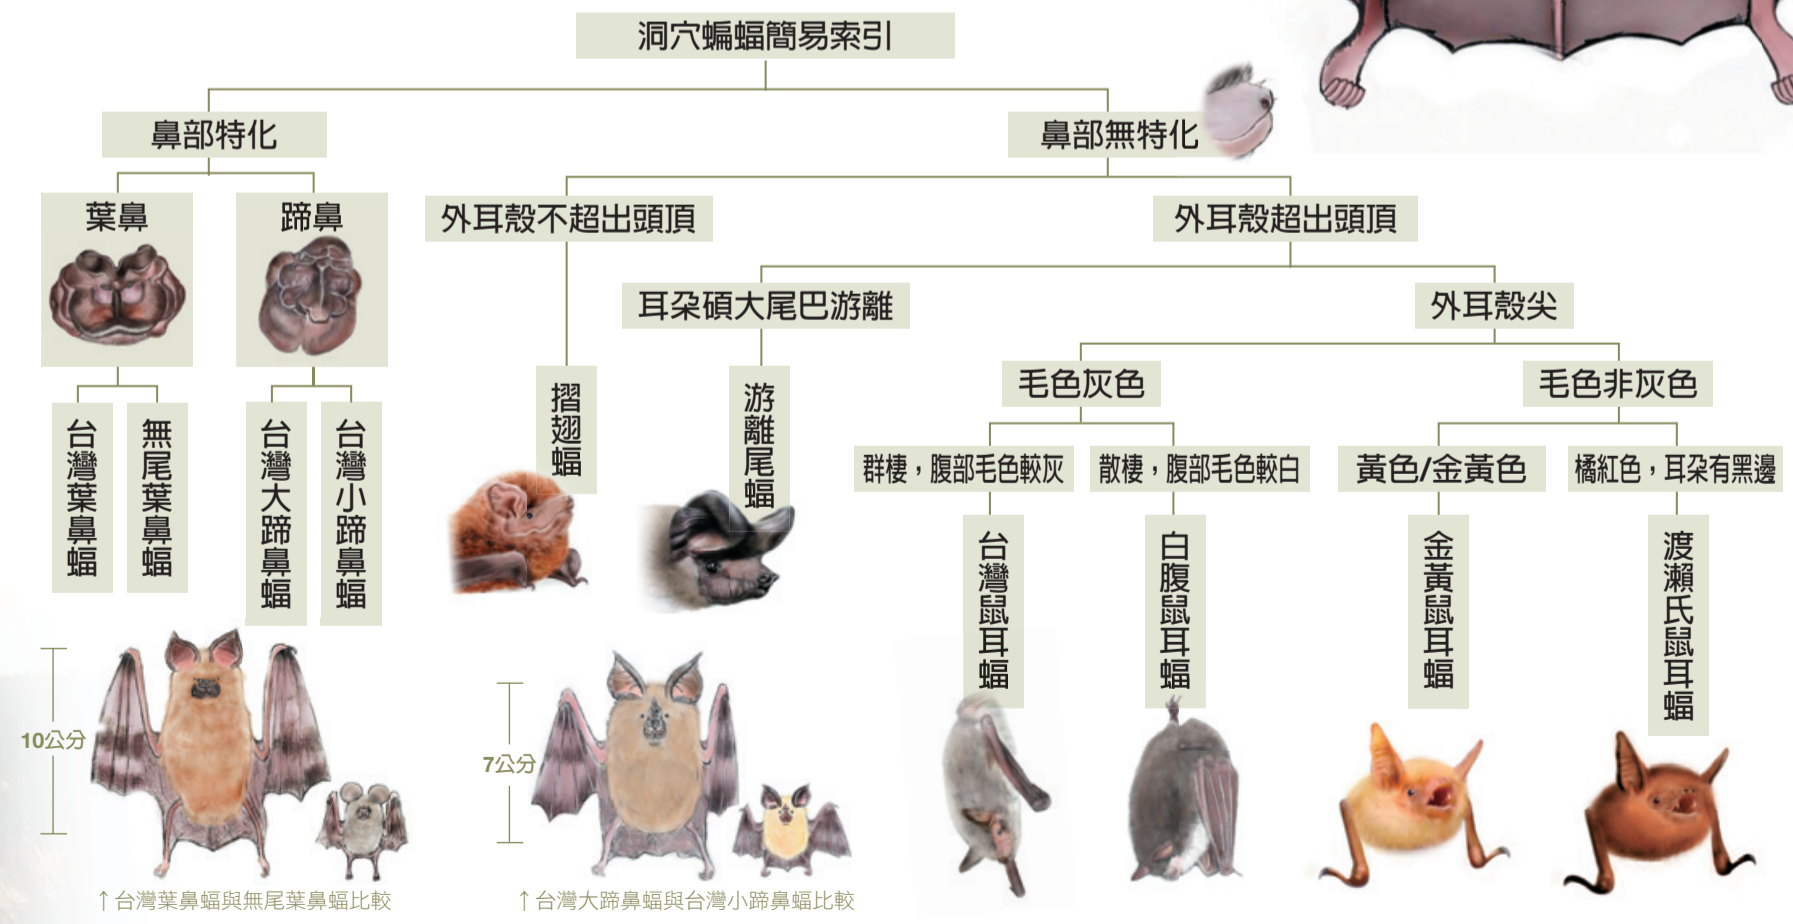 洞穴蝙蝠簡易索引
鼻部特化
鼻部無特化
葉鼻
蹄鼻
外耳殼不超出頭頂
外耳殼超出頭頂
耳朵碩大尾巴游離
外耳殼尖
毛色灰色
毛色非灰色
台灣葉鼻蝠
無尾葉鼻蝠
台灣大蹄鼻蝠
台灣小蹄鼻蝠
摺翅蝠
游離尾蝠
群棲，腹部毛色較灰
散棲，腹部毛色較白
黃色/金黃色
橘紅色，耳朵有黑邊
台灣鼠耳蝠
白腹鼠耳蝠
金黃鼠耳蝠
渡瀨氏鼠耳蝠
10公分
7公分
↑台灣葉鼻蝠與無尾葉鼻蝠比較
↑台灣大蹄鼻蝠與台灣小蹄鼻蝠比較